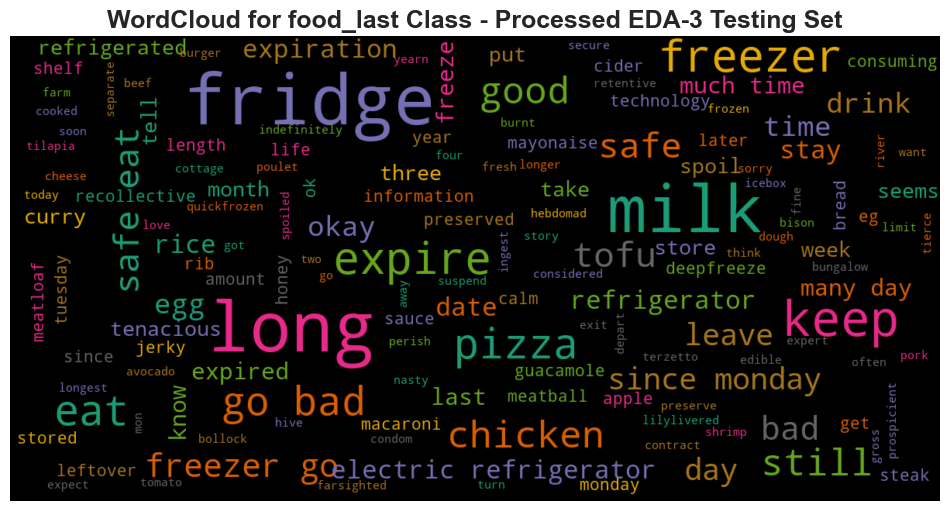 WordCloud for food_last Class - Processed EDA-3 Testing Set
refrigerated
burger
expiration
yearn
freeze
put
secure
freezer
consuming
shelf
separate
beef
fridge
good
cider
retentive
much time
farm
tell
technology
frozen
drink
cooked
indefinitely
year
burnt
mayonaise
time
soon
safe eat
length
life
four
safe
later
stay
river
want
tilapia
cottage
poulet
three
fresh
longer
spoil
sorry
cheese
ok
take
milk
icebox
today
recollective
month
information
fine
bread
seems
quickfrozen
hebdomad
bison
eg
limit
curry
love
spoiled
okay
preserved
story
store
dough
tierce
rice
got
two
expire
ingest
tofu
think
week
rib
go
considered
deepfreeze
bungalow
meatloaf
tuesday
amount
honey
away
suspend
many day
egg
long
date
calm
refrigerator
keep
tenacious
sauce
exit
depart
leave
expert
jerky
perish
pizza
since
terzetto
edible
often
pork
avocado
expired
guacamole
since monday
longest
nasty
eat
know
go bad
last
meatball
apple
preserve
mon
hive
macaroni
lilylivered
bad
get
prospicient
stored
bollock
condom
chicken
shrimp
gross
contract
leftover
freezer go
electric refrigerator
day
still
steak
expect
tomato
farsighted
turn
monday